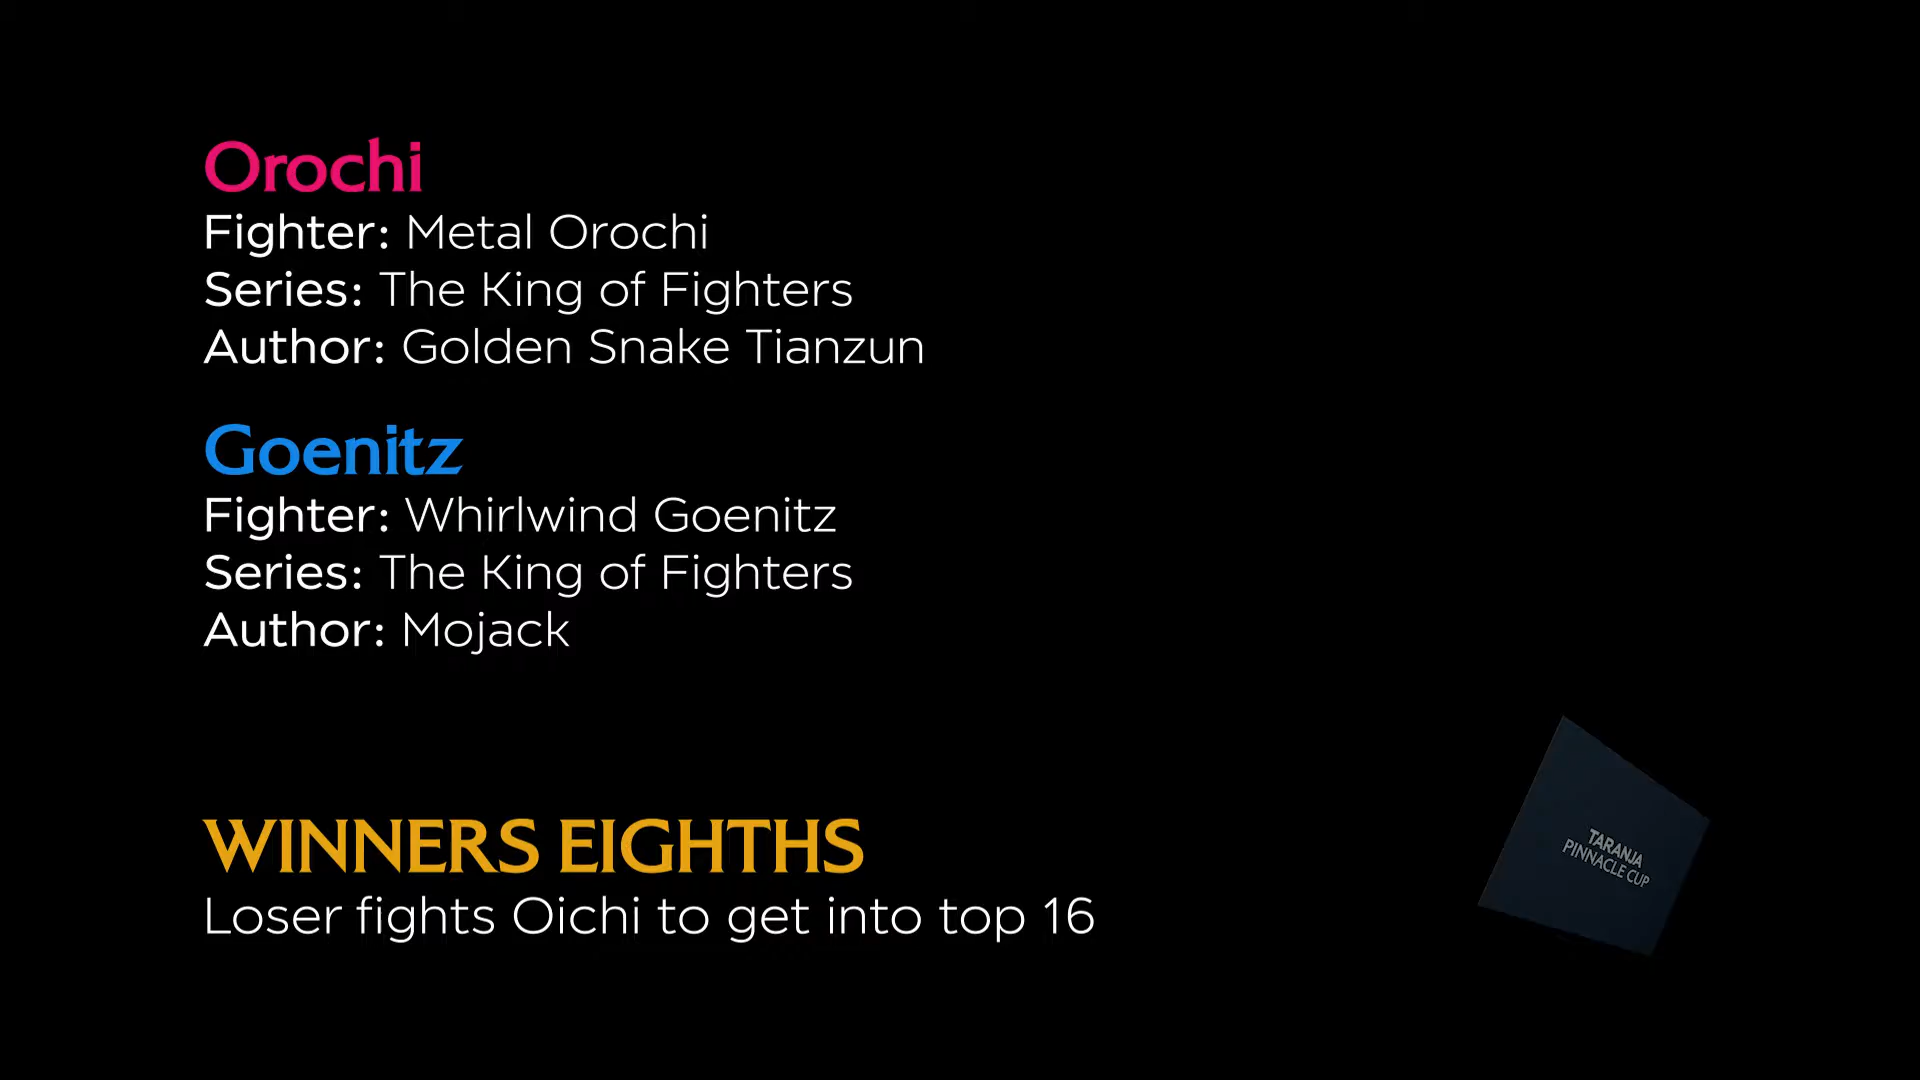 Orochi
Fighter: Metal Orochi
Series: The King of Fighters
Author: Golden Snake Tianzun
Goenitz
Fighter: Whirlwind Goenitz
Series: The King of Fighters
Author: Mojack
WINNERS EIGHTHS
Loser fights Oichi to get into top 16
TARANJA
PINNACLE CUP